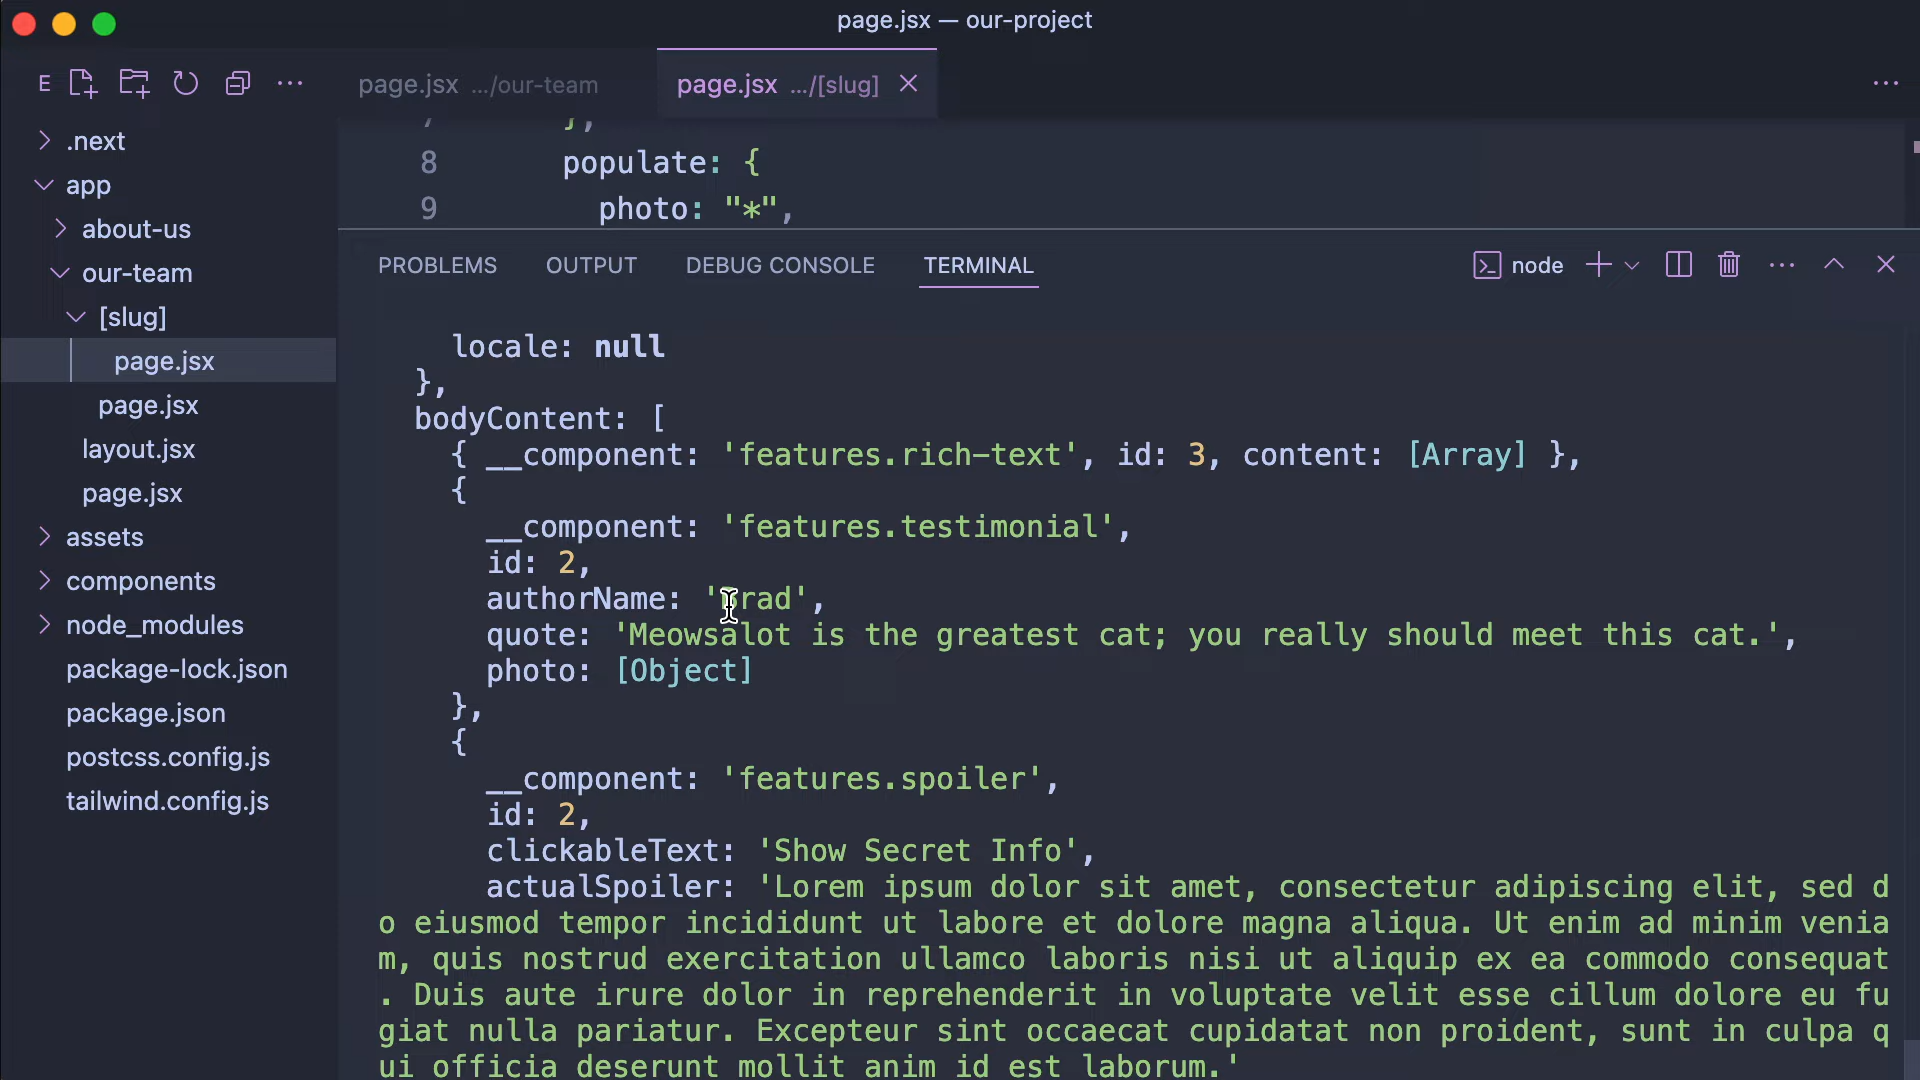 page.jsx — our-project
E
page.jsx .../our-team
page.jsx .../[slug]
.next
app
about-us
our-team
[slug]
page.jsx
page.jsx
layout.jsx
page.jsx
assets
components
node_modules
package-lock.json
package.json
postcss.config.js
tailwind.config.js
7 },
8 populate: {
9 photo: "*",
PROBLEMS OUTPUT DEBUG CONSOLE TERMINAL node
locale: null
},
bodyContent: [
{ __component: 'features.rich-text', id: 3, content: [Array] },
{
__component: 'features.testimonial',
id: 2,
authorName: 'Brad',
quote: 'Meowsalot is the greatest cat; you really should meet this cat.',
photo: [Object]
},
{
__component: 'features.spoiler',
id: 2,
clickableText: 'Show Secret Info',
actualSpoiler: 'Lorem ipsum dolor sit amet, consectetur adipiscing elit, sed d
o eiusmod tempor incididunt ut labore et dolore magna aliqua. Ut enim ad minim venia
m, quis nostrud exercitation ullamco laboris nisi ut aliquip ex ea commodo consequat
. Duis aute irure dolor in reprehenderit in voluptate velit esse cillum dolore eu fu
giat nulla pariatur. Excepteur sint occaecat cupidatat non proident, sunt in culpa q
ui officia deserunt mollit anim id est laborum.'